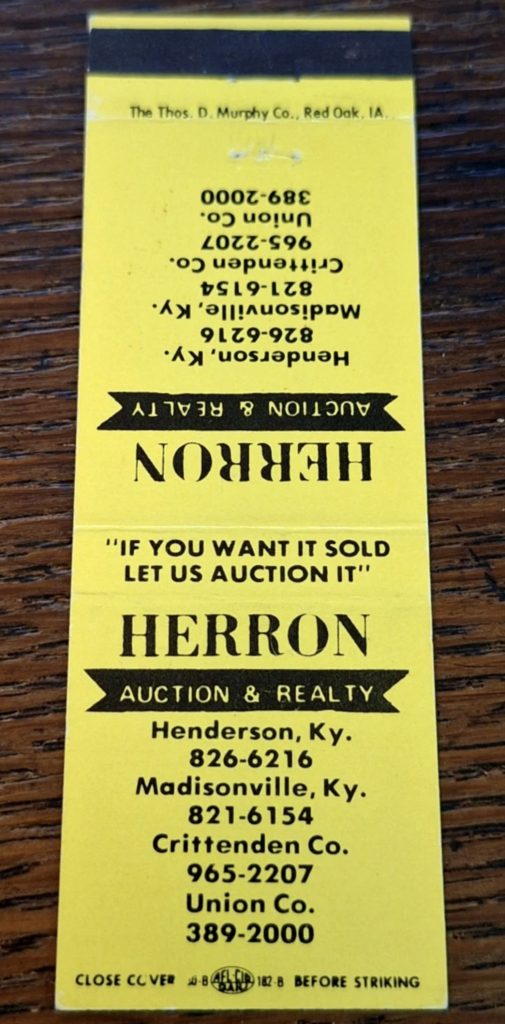 The Thos. D. Murphy Co., Red Oak, IA.
HERRON
AUCTION & REALTY
Henderson, Ky.
826-6216
Madisonville, Ky.
821-6154
Crittenden Co.
965-2207
Union Co.
389-2000
"IF YOU WANT IT SOLD
LET US AUCTION IT"
HERRON
AUCTION & REALTY
Henderson, Ky.
826-6216
Madisonville, Ky.
821-6154
Crittenden Co.
965-2207
Union Co.
389-2000
CLOSE COVER AFL-CIO 182-B BEFORE STRIKING